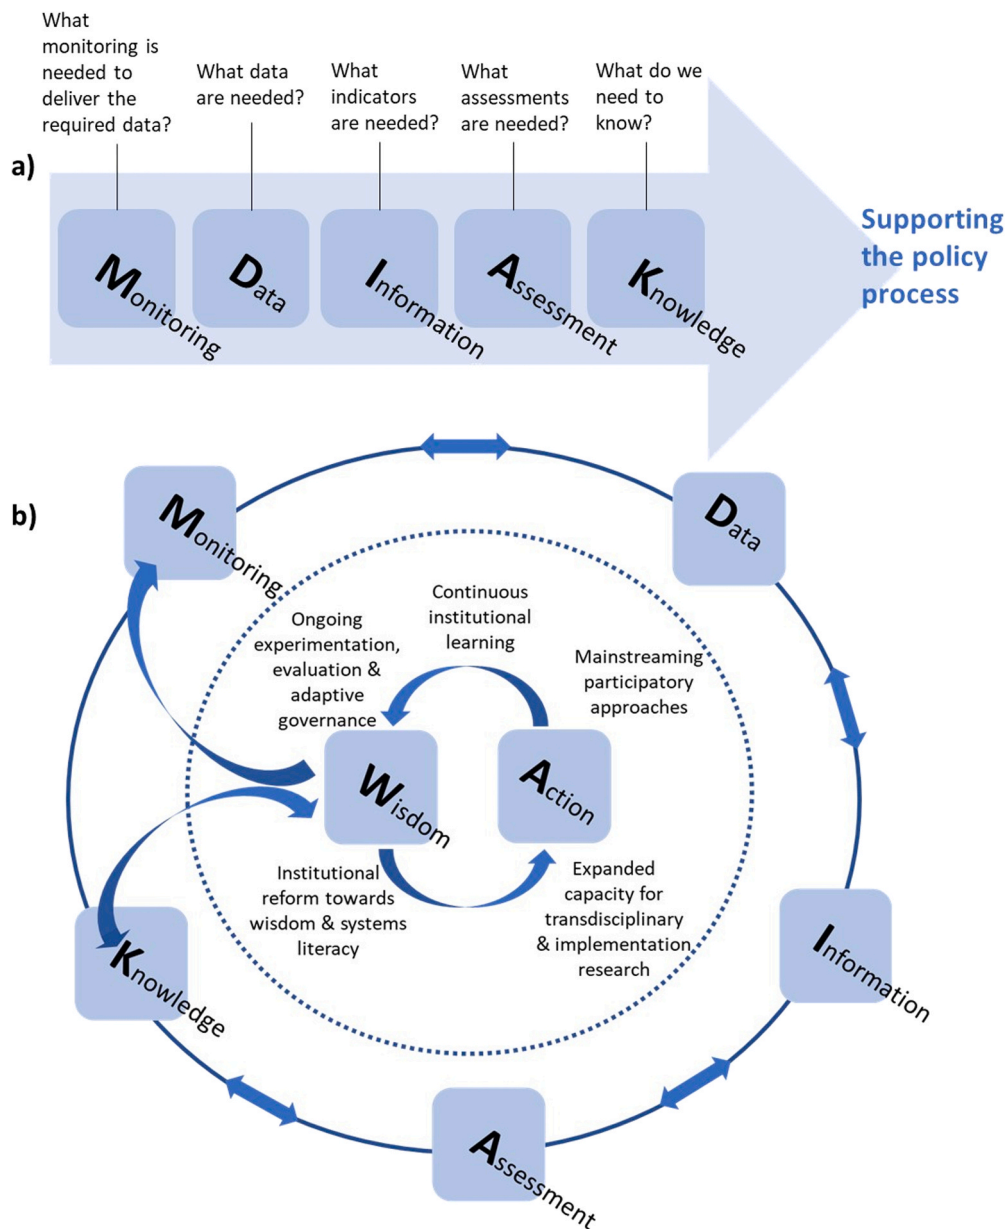 What
monitoring is
needed to
deliver the
required data?
What data
are needed?
What
indicators
are needed?
What
assessments
are needed?
What do we
need to
know?
a)
Monitoring
Data
Information
Assessment
Knowledge
Supporting
the policy
process
b)
Monitoring
Data
Continuous
institutional
learning
Ongoing
experimentation,
evaluation &
adaptive
governance
Mainstreaming
participatory
approaches
Wisdom
Action
Institutional
reform towards
wisdom & systems
literacy
Expanded
capacity for
transdisciplinary
& implementation
research
Knowledge
Information
Assessment